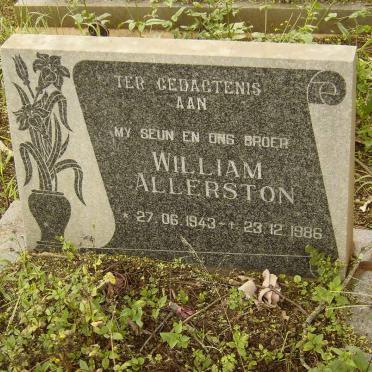 TER GEDAGTENIS
AAN
MY SEUN EN ONS BROER
WILLIAM
ALLERSTON
* 27.06.1943 - † 23.12.1986